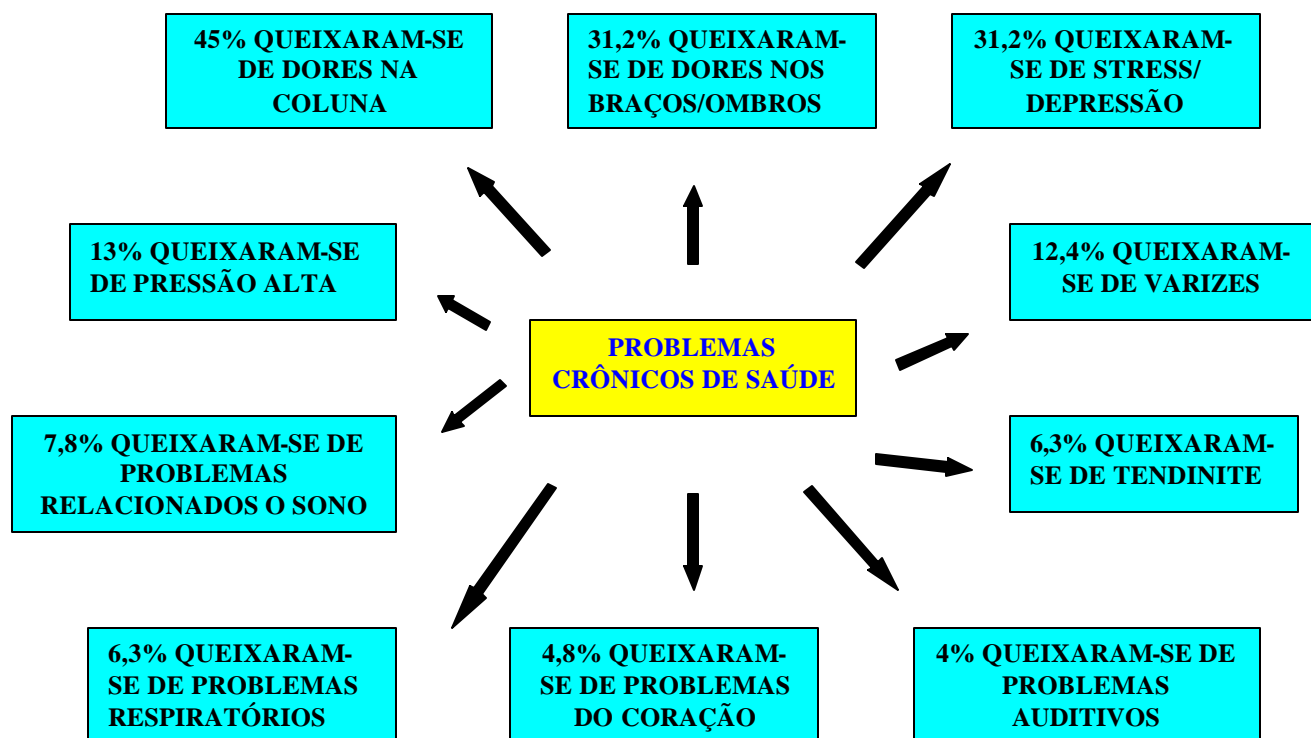 45% QUEIXARAM-SE
DE DORES NA
COLUNA
31,2% QUEIXARAM-
SE DE DORES NOS
BRAÇOS/OMBROS
31,2% QUEIXARAM-
SE DE STRESS/
DEPRESSÃO
13% QUEIXARAM-SE
DE PRESSÃO ALTA
12,4% QUEIXARAM-
SE DE VARIZES
PROBLEMAS
CRÔNICOS DE SAÚDE
7,8% QUEIXARAM-SE DE
PROBLEMAS
RELACIONADOS O SONO
6,3% QUEIXARAM-
SE DE TENDINITE
6,3% QUEIXARAM-
SE DE PROBLEMAS
RESPIRATÓRIOS
4,8% QUEIXARAM-
SE DE PROBLEMAS
DO CORAÇÃO
4% QUEIXARAM-SE DE
PROBLEMAS
AUDITIVOS